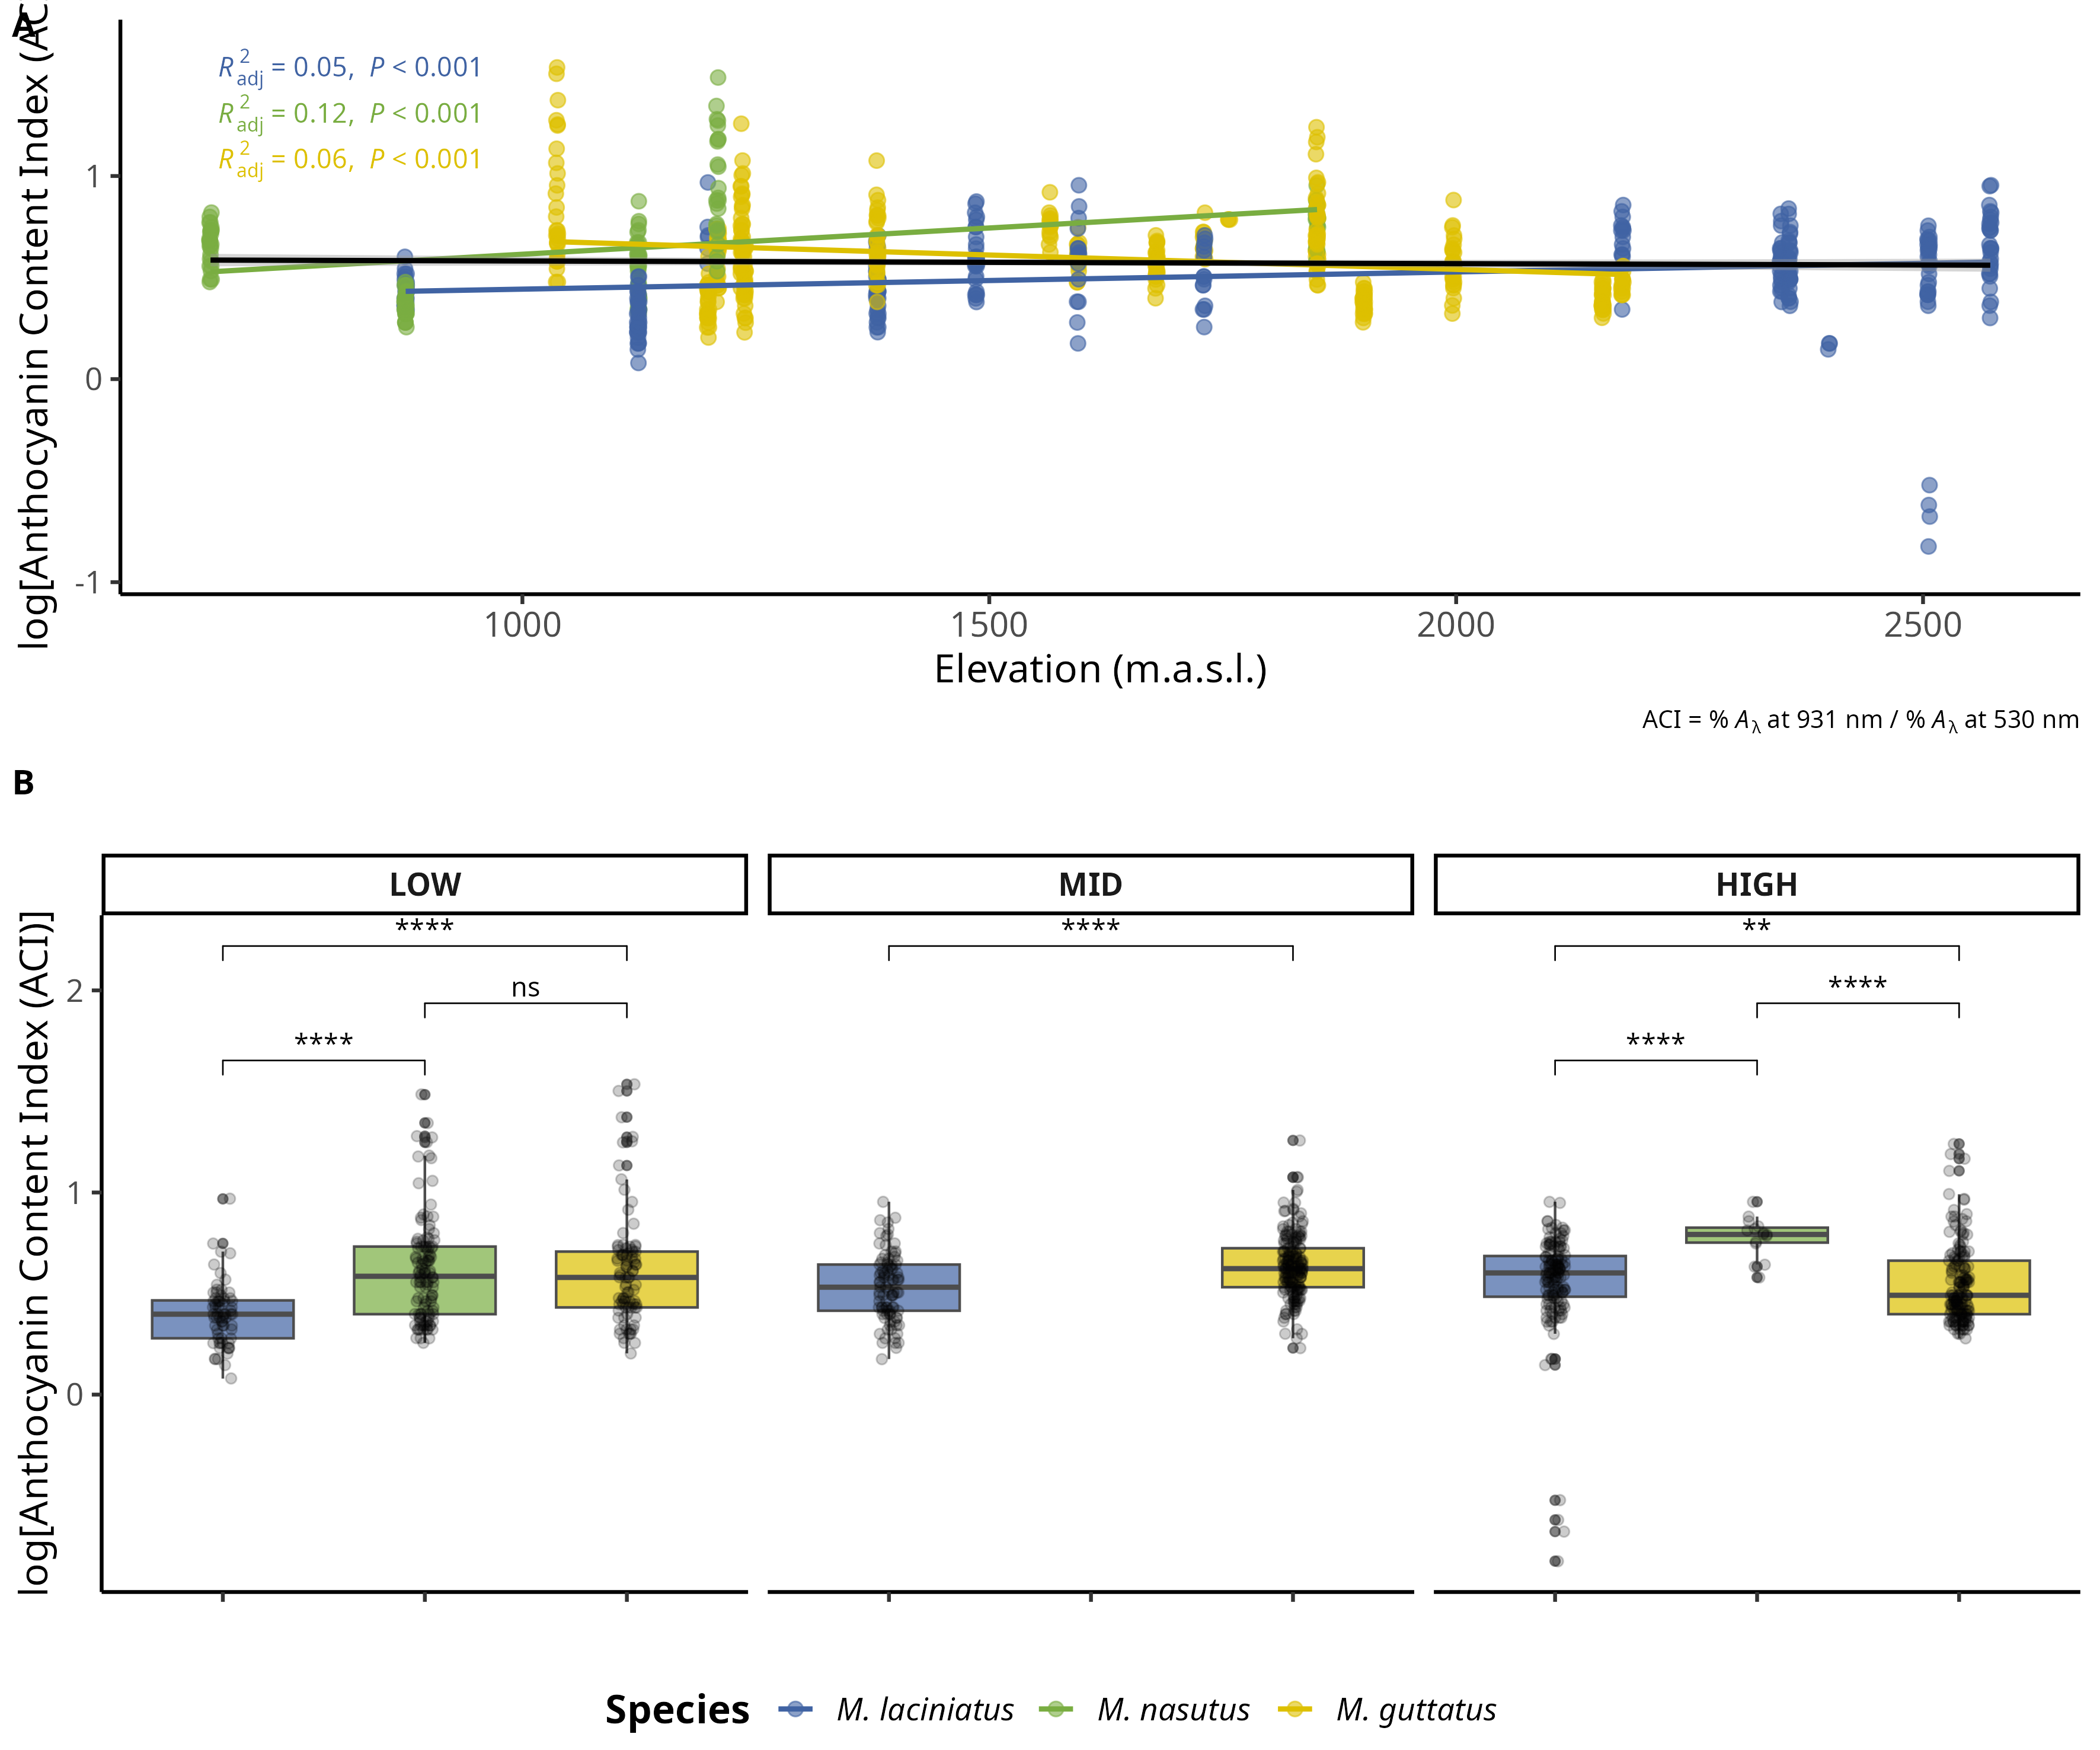 A
log[Anthocyanin Content Index (AC
R²adj = 0.05, P < 0.001
R²adj = 0.12, P < 0.001
R²adj = 0.06, P < 0.001
1
0
-1
1000 1500 2000 2500
Elevation (m.a.s.l.)
ACI = % Aλ at 931 nm / % Aλ at 530 nm
B
LOW MID HIGH
log[Anthocyanin Content Index (ACI)]
**** **** **
ns ****
**** ****
2
1
0
Species M. laciniatus M. nasutus M. guttatus